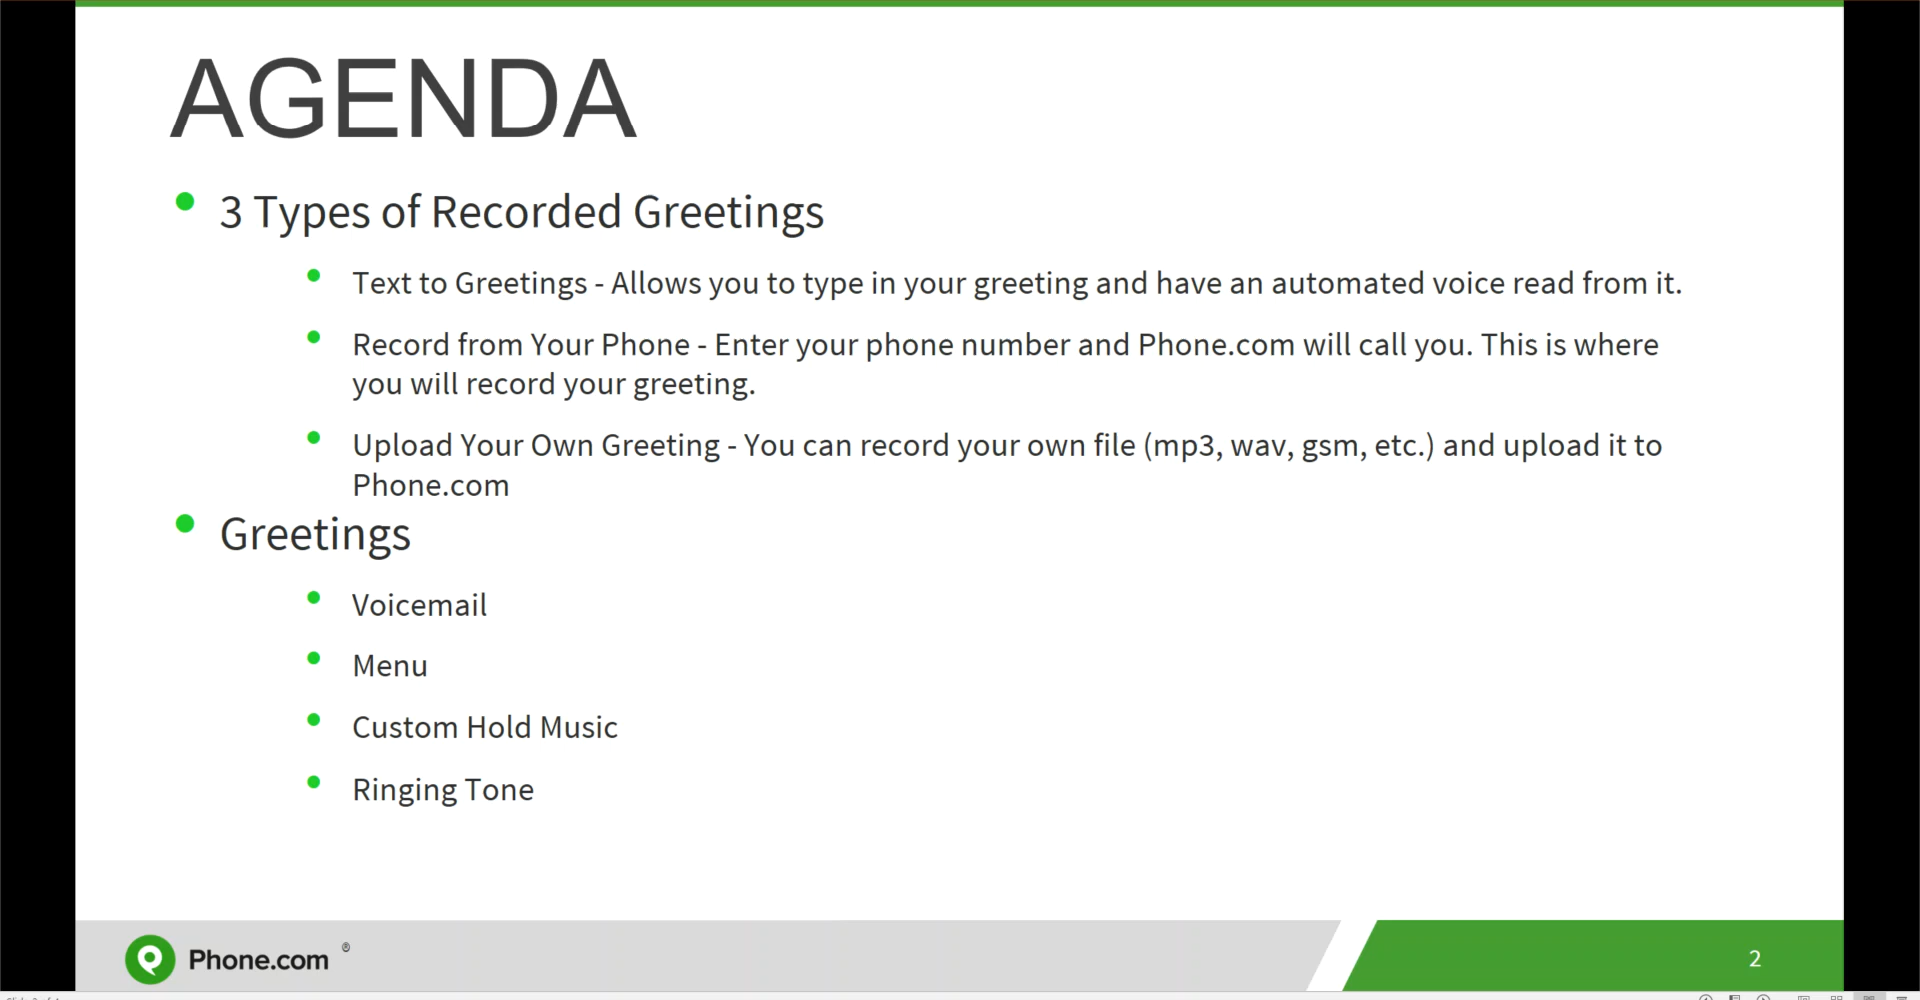 AGENDA
3 Types of Recorded Greetings
Text to Greetings - Allows you to type in your greeting and have an automated voice read from it.
Record from Your Phone - Enter your phone number and Phone.com will call you. This is where
you will record your greeting.
Upload Your Own Greeting - You can record your own file (mp3, wav, gsm, etc.) and upload it to
Phone.com
Greetings
Voicemail
Menu
Custom Hold Music
Ringing Tone
Phone.com ®
2